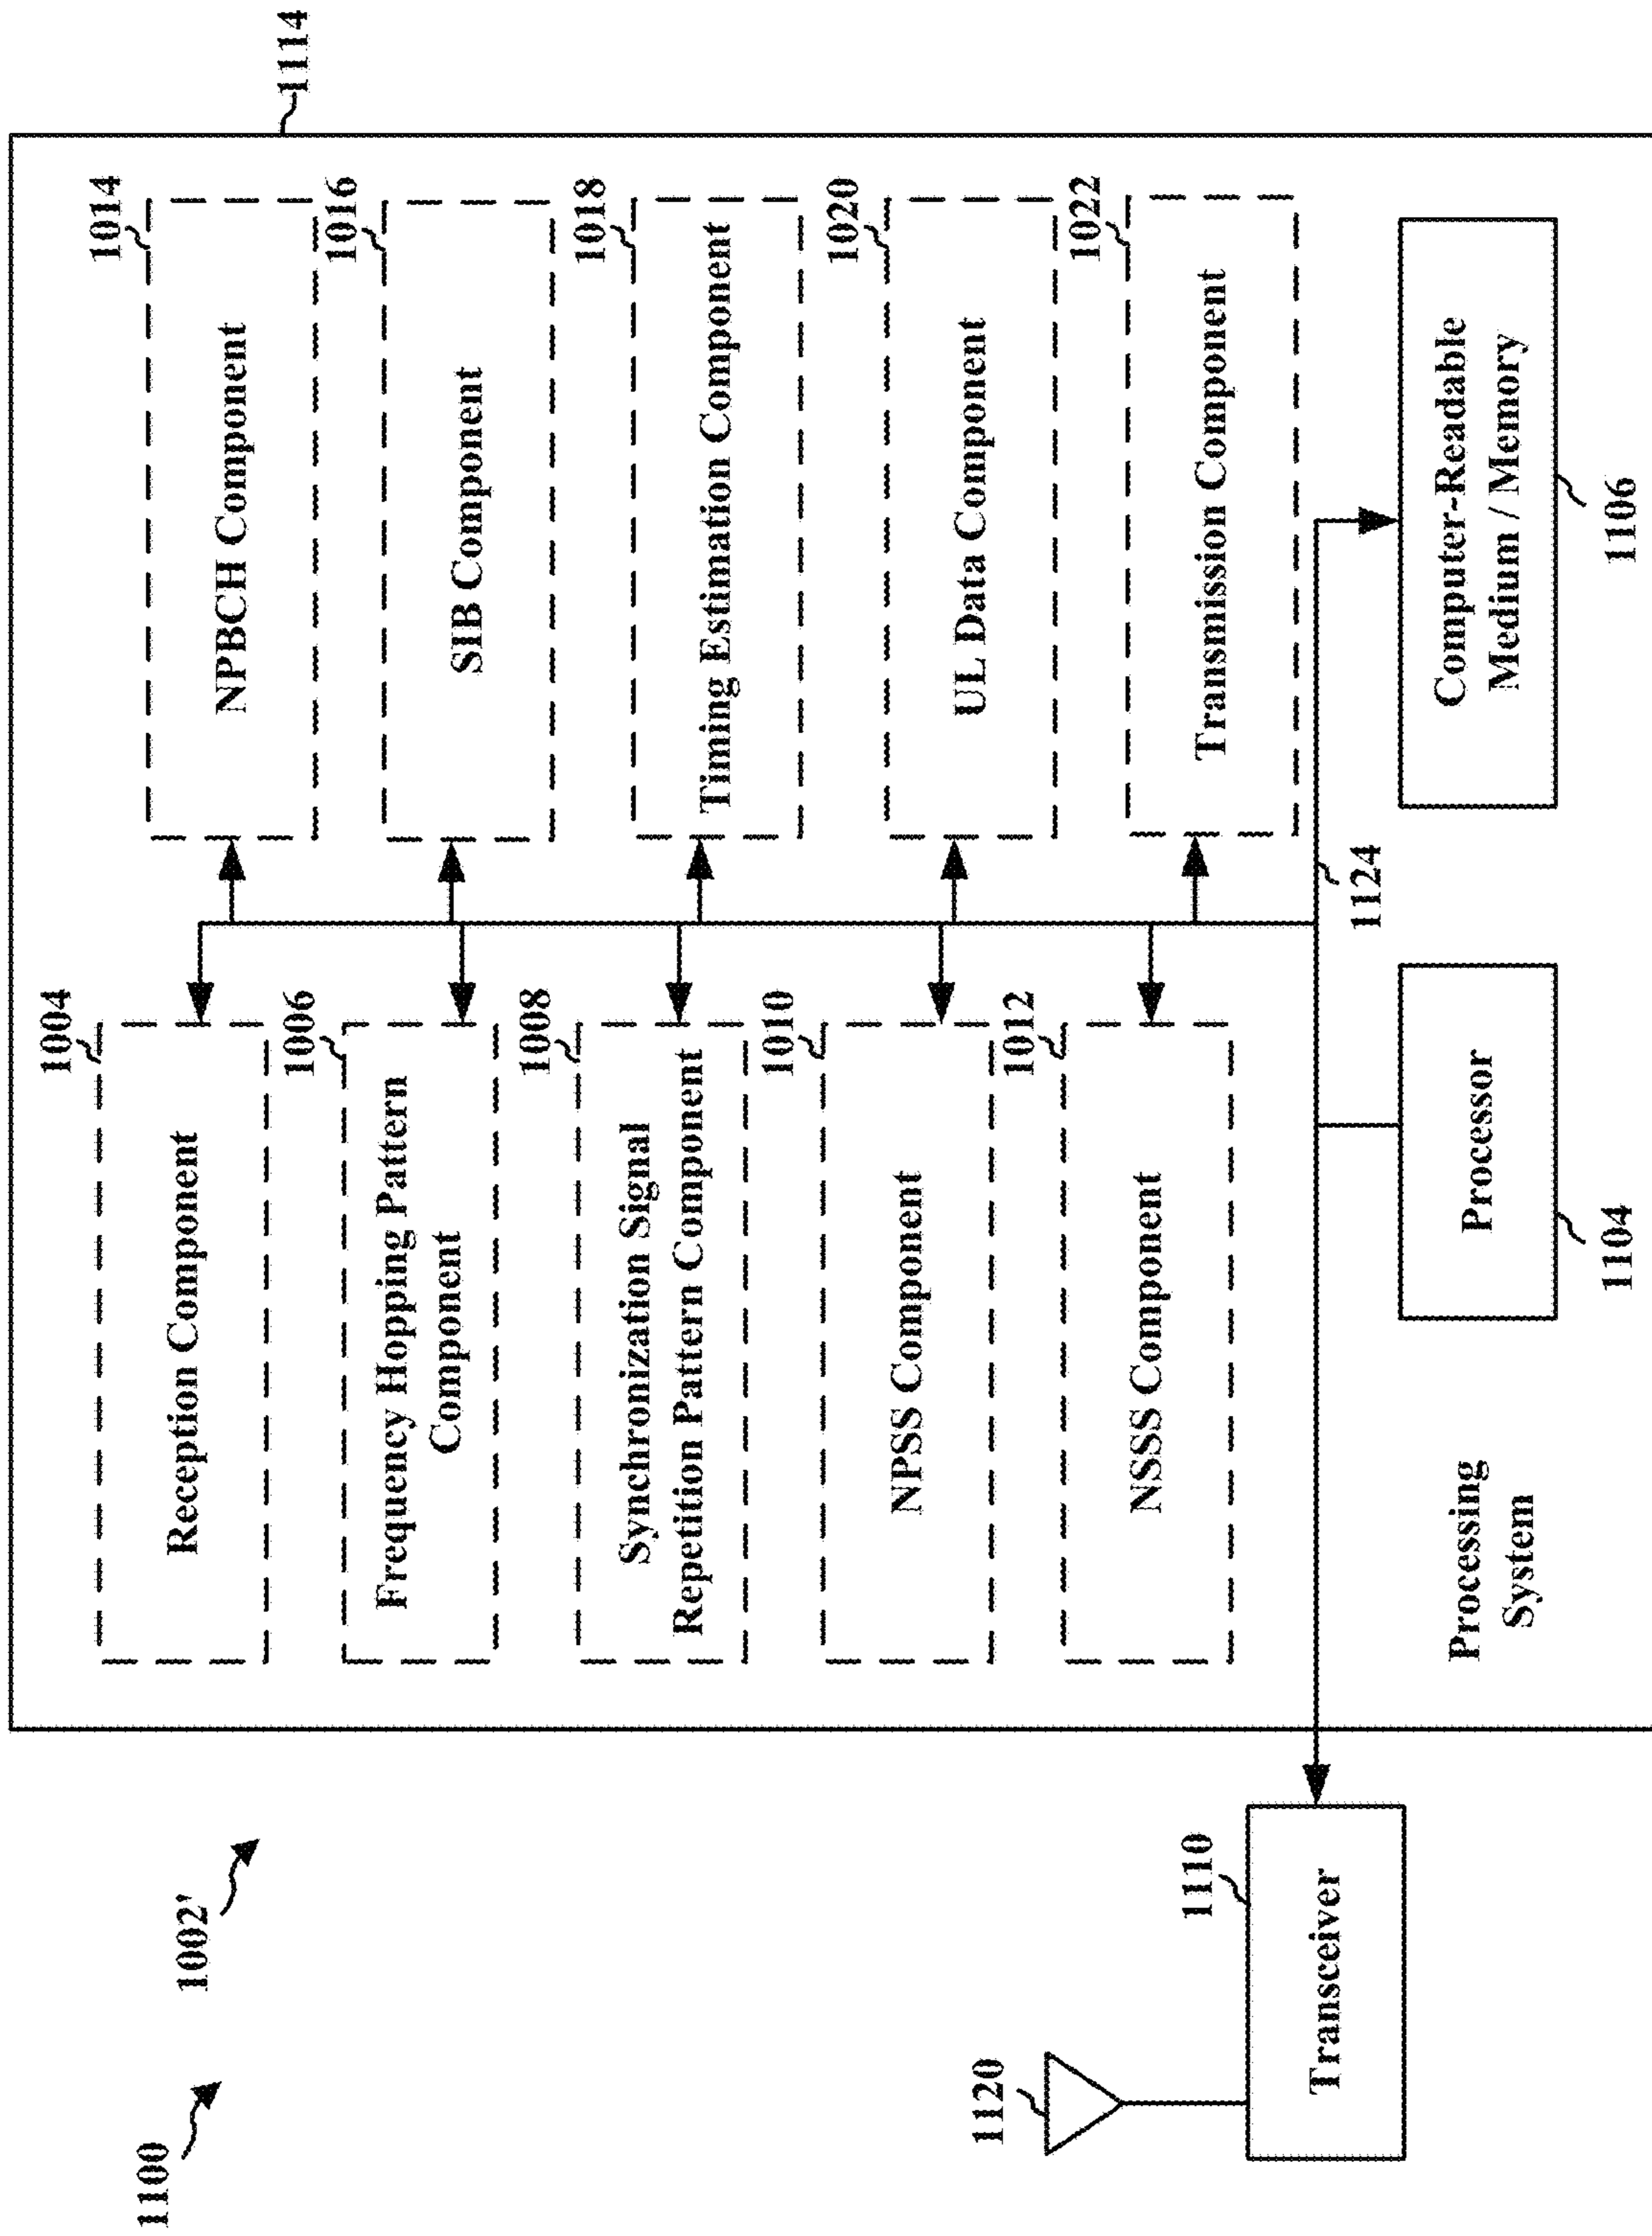 1100
1002'
1114
1004
Reception Component
1006
Frequency Hopping Pattern
Component
1008
Synchronization Signal
Repetition Pattern Component
1010
NPSS Component
1012
NSSS Component
1014
NPBCH Component
1016
SIB Component
1018
Timing Estimation Component
1020
UL Data Component
1022
Transmission Component
1120
1110
Transceiver
1124
Processing
System
Processor
1104
Computer-Readable
Medium / Memory
1106